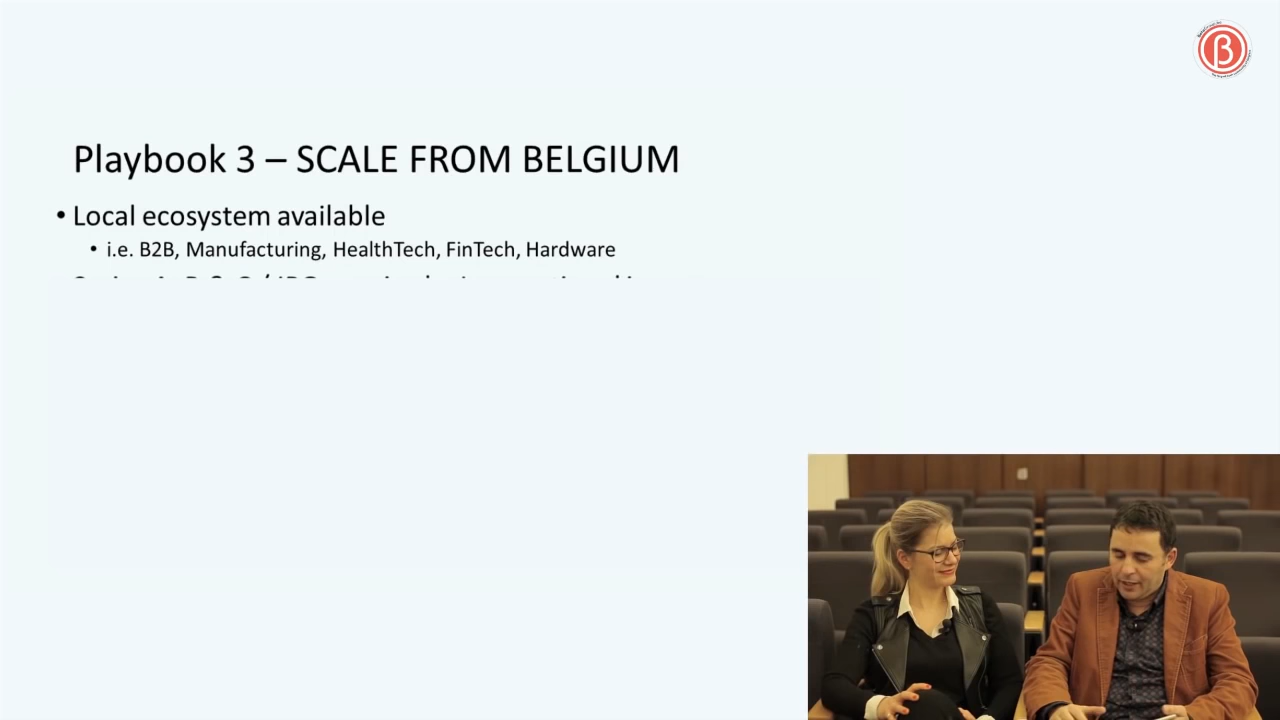 Playbook 3 – SCALE FROM BELGIUM
• Local ecosystem available
• i.e. B2B, Manufacturing, HealthTech, FinTech, Hardware
β